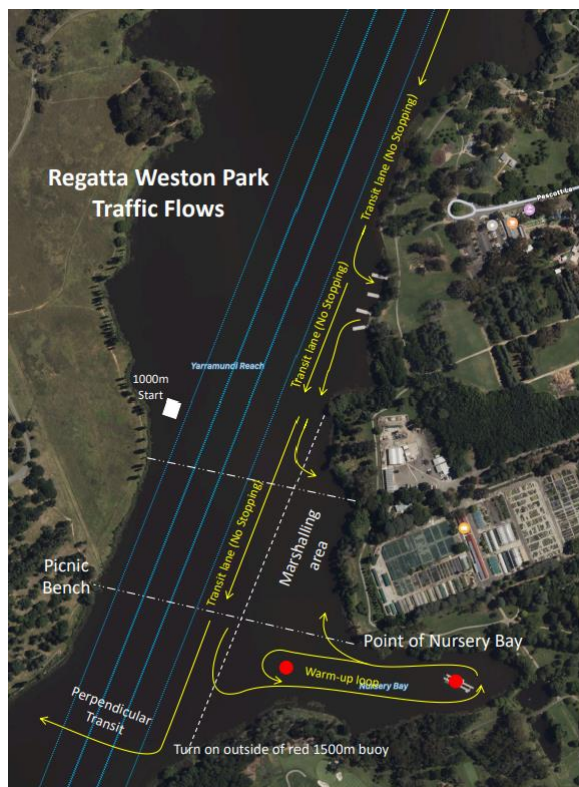 Regatta Weston Park
Traffic Flows
Transit lane (No Stopping)
Transit lane (No Stopping)
Yarramundi Reach
1000m
Start
Transit lane (No Stopping)
Marshalling
area
Picnic
Bench
Point of Nursery Bay
Warm-up loop
Nursery Bay
Perpendicular
Transit
Turn on outside of red 1500m buoy